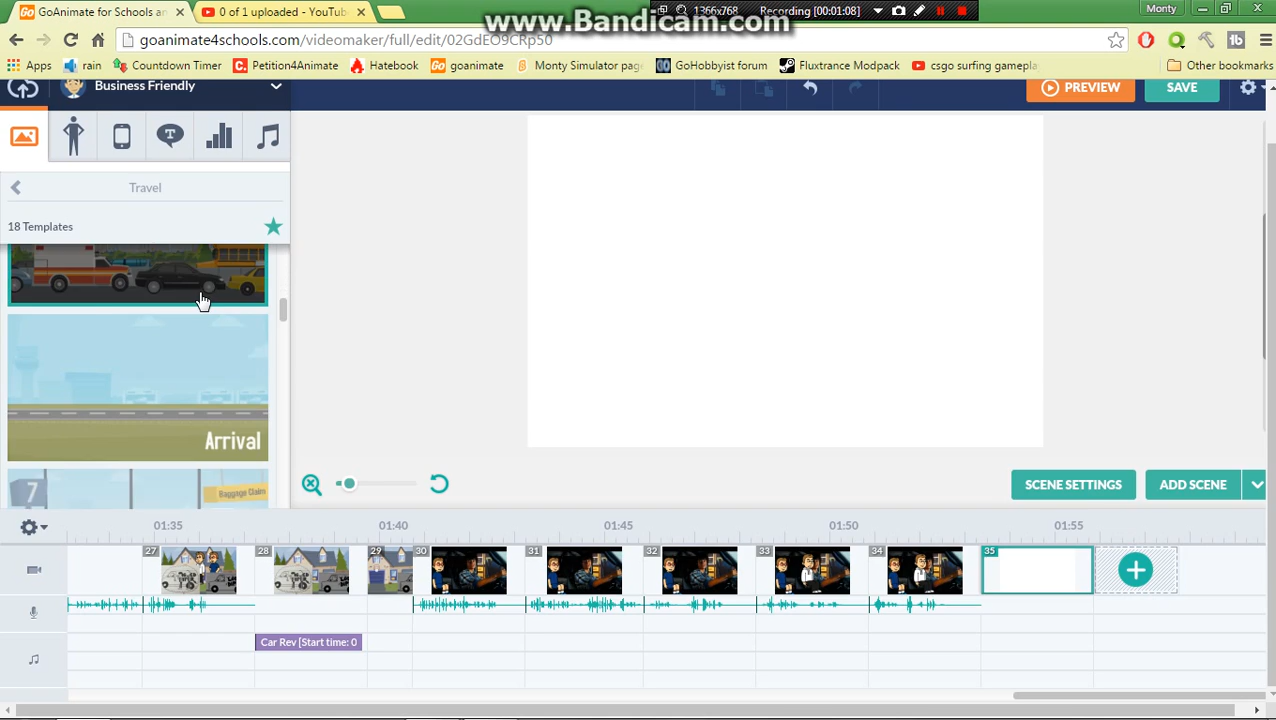 GoAnimate for Schools an
0 of 1 uploaded - YouTub
www.Bandicam.com
1366x768
Recording [00:01:08]
Monty
goanimate4schools.com/videomaker/full/edit/02GdEO9CRp50
Apps
rain
Countdown Timer
Petition4Animate
Hatebook
goanimate
Monty Simulator page
GoHobbyist forum
Fluxtrance Modpack
csgo surfing gamepla
Other bookmarks
Business Friendly
PREVIEW
SAVE
Travel
18 Templates
Arrival
7
Baggage Claim
SCENE SETTINGS
ADD SCENE
01:35
01:40
01:45
01:50
01:55
27
28
29
30
31
32
33
34
35
Car Rev [Start time: 0